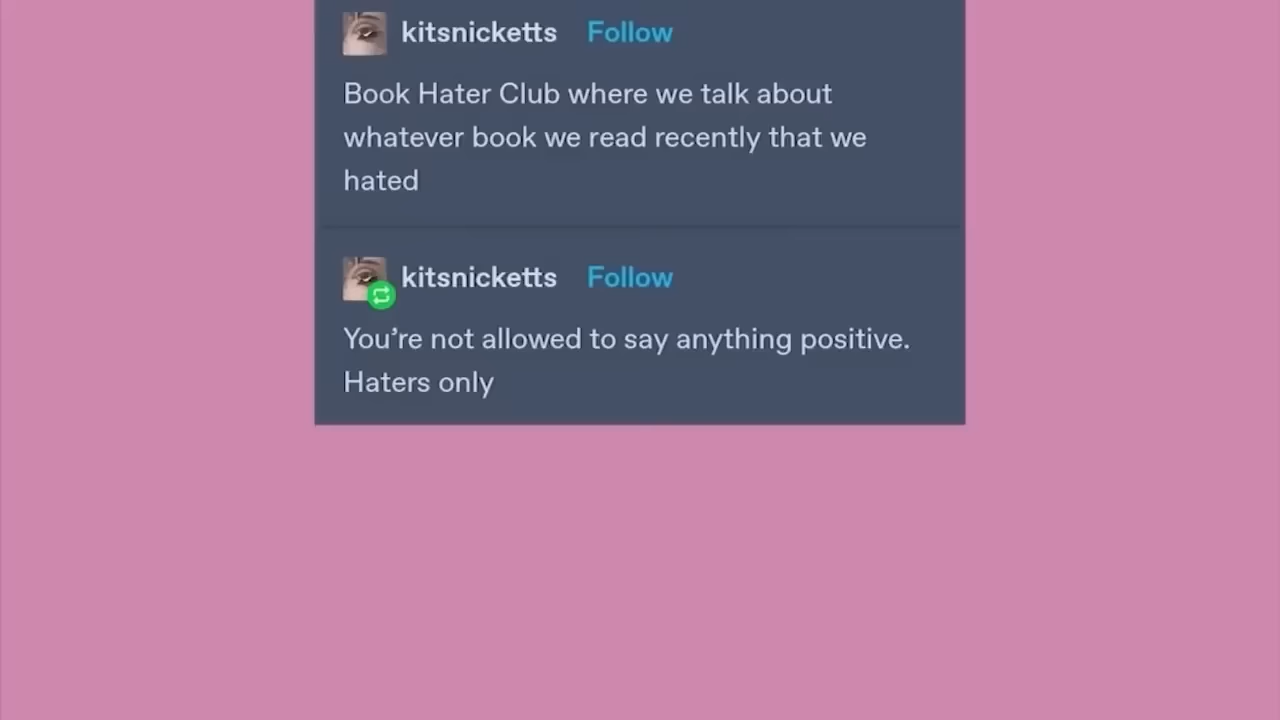 kitsnicketts Follow
Book Hater Club where we talk about
whatever book we read recently that we
hated
kitsnicketts Follow
You’re not allowed to say anything positive.
Haters only